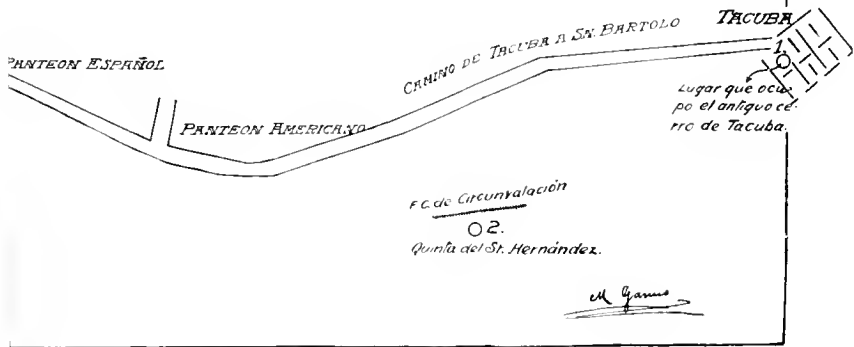 TACUBA
CAMINO DE TACUBA A SN. BARTOLO
1.
PANTEON ESPAÑOL
Lugar que ocu-
po el antiguo ce-
rro de Tacuba.
PANTEON AMERICANO
F.C. de Circunvalación
2.
Quinta del Sr. Hernández.
M